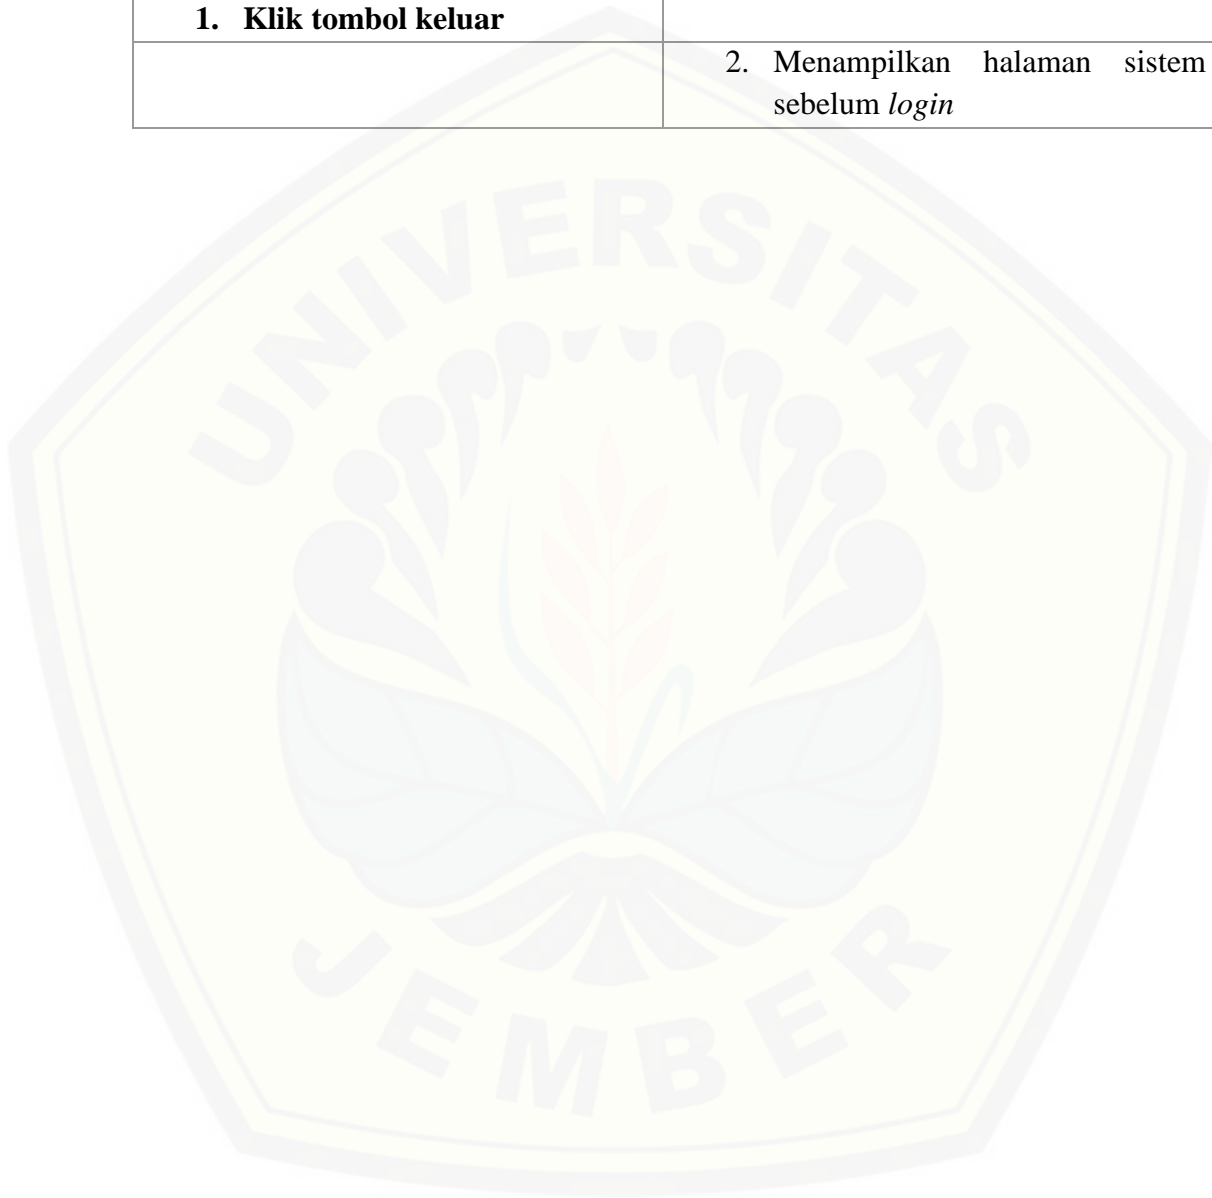 1. Klik tombol keluar
2. Menampilkan halaman sistem
sebelum login
UNIVERSITAS
JEMBER